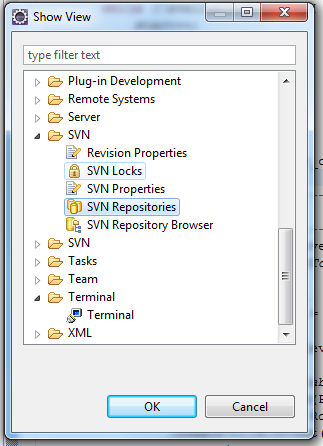 Show View
type filter text
Plug-in Development
Remote Systems
Server
SVN
Revision Properties
SVN Locks
SVN Properties
SVN Repositories
SVN Repository Browser
SVN
Tasks
Team
Terminal
Terminal
XML
OK
Cancel